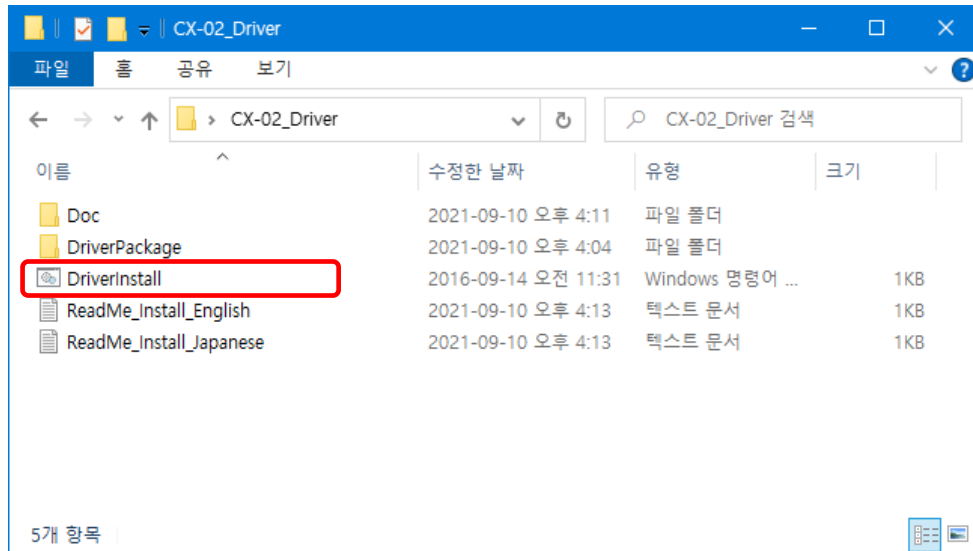 CX-02_Driver
파일 홈 공유 보기
CX-02_Driver CX-02_Driver 검색
이름 수정한 날짜 유형 크기
Doc 2021-09-10 오후 4:11 파일 폴더
DriverPackage 2021-09-10 오후 4:04 파일 폴더
DriverInstall 2016-09-14 오전 11:31 Windows 명령어 ... 1KB
ReadMe_Install_English 2021-09-10 오후 4:13 텍스트 문서 1KB
ReadMe_Install_Japanese 2021-09-10 오후 4:13 텍스트 문서 1KB
5개 항목